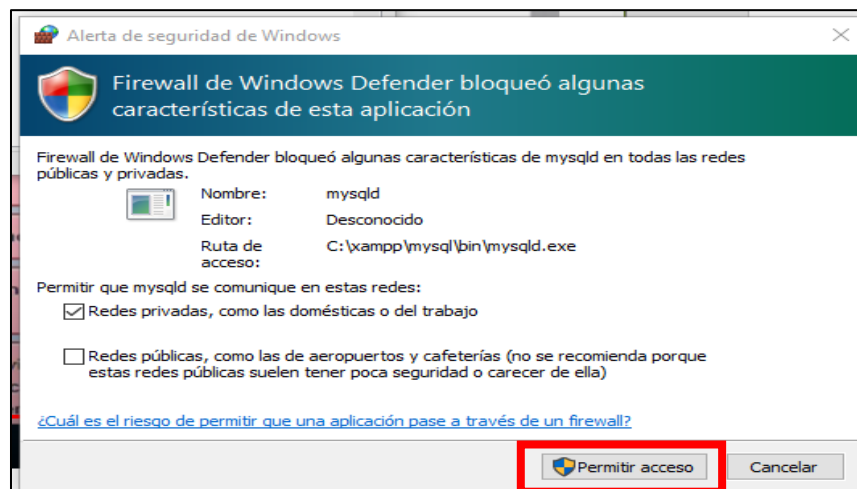 Alerta de seguridad de Windows
Firewall de Windows Defender bloqueó algunas
características de esta aplicación
Firewall de Windows Defender bloqueó algunas características de mysqld en todas las redes
públicas y privadas.
Nombre: mysqld
Editor: Desconocido
Ruta de C:\xampp\mysql\bin\mysqld.exe
acceso:
Permitir que mysqld se comunique en estas redes:
Redes privadas, como las domésticas o del trabajo
Redes públicas, como las de aeropuertos y cafeterías (no se recomienda porque
estas redes públicas suelen tener poca seguridad o carecer de ella)
¿Cuál es el riesgo de permitir que una aplicación pase a través de un firewall?
Permitir acceso Cancelar